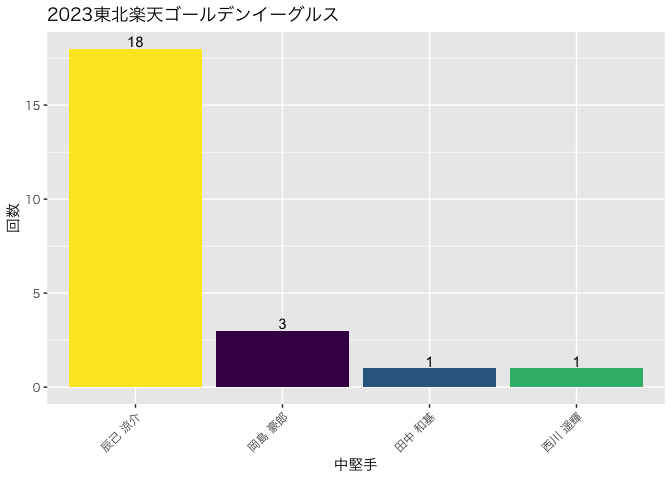 2023東北楽天ゴールデンイーグルス
18
15
10
5
0
3
1
1
回数
辰己 涼介
岡島 豪郎
田中 和基
西川 遥輝
中堅手